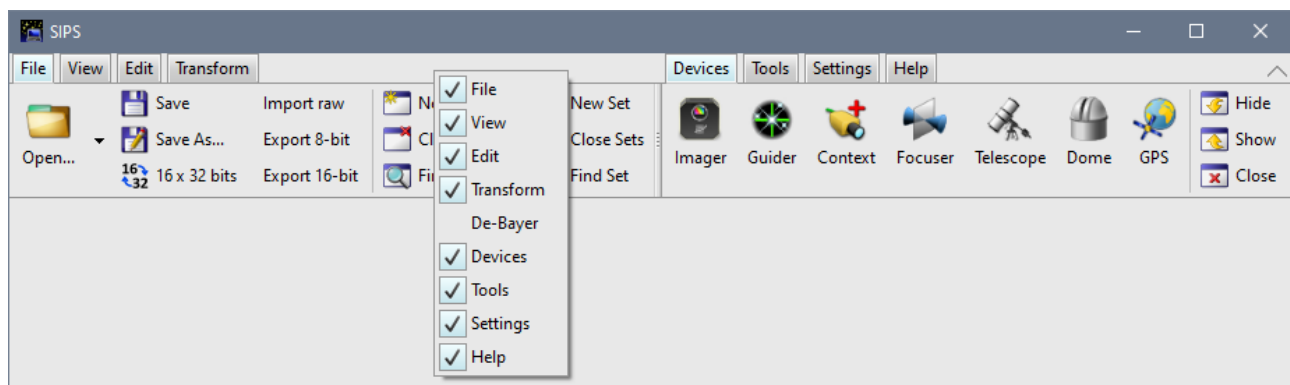 SIPS
File View Edit Transform
Devices Tools Settings Help
Open...
Save
Save As...
16 32 16 x 32 bits
Import raw
Export 8-bit
Export 16-bit
New Set
Close Sets
Find Set
File
View
Edit
Transform
De-Bayer
Devices
Tools
Settings
Help
Imager Guider Context Focuser Telescope Dome GPS
Hide
Show
Close